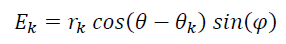 E_k = r_k cos(θ − θ_k) sin(φ)